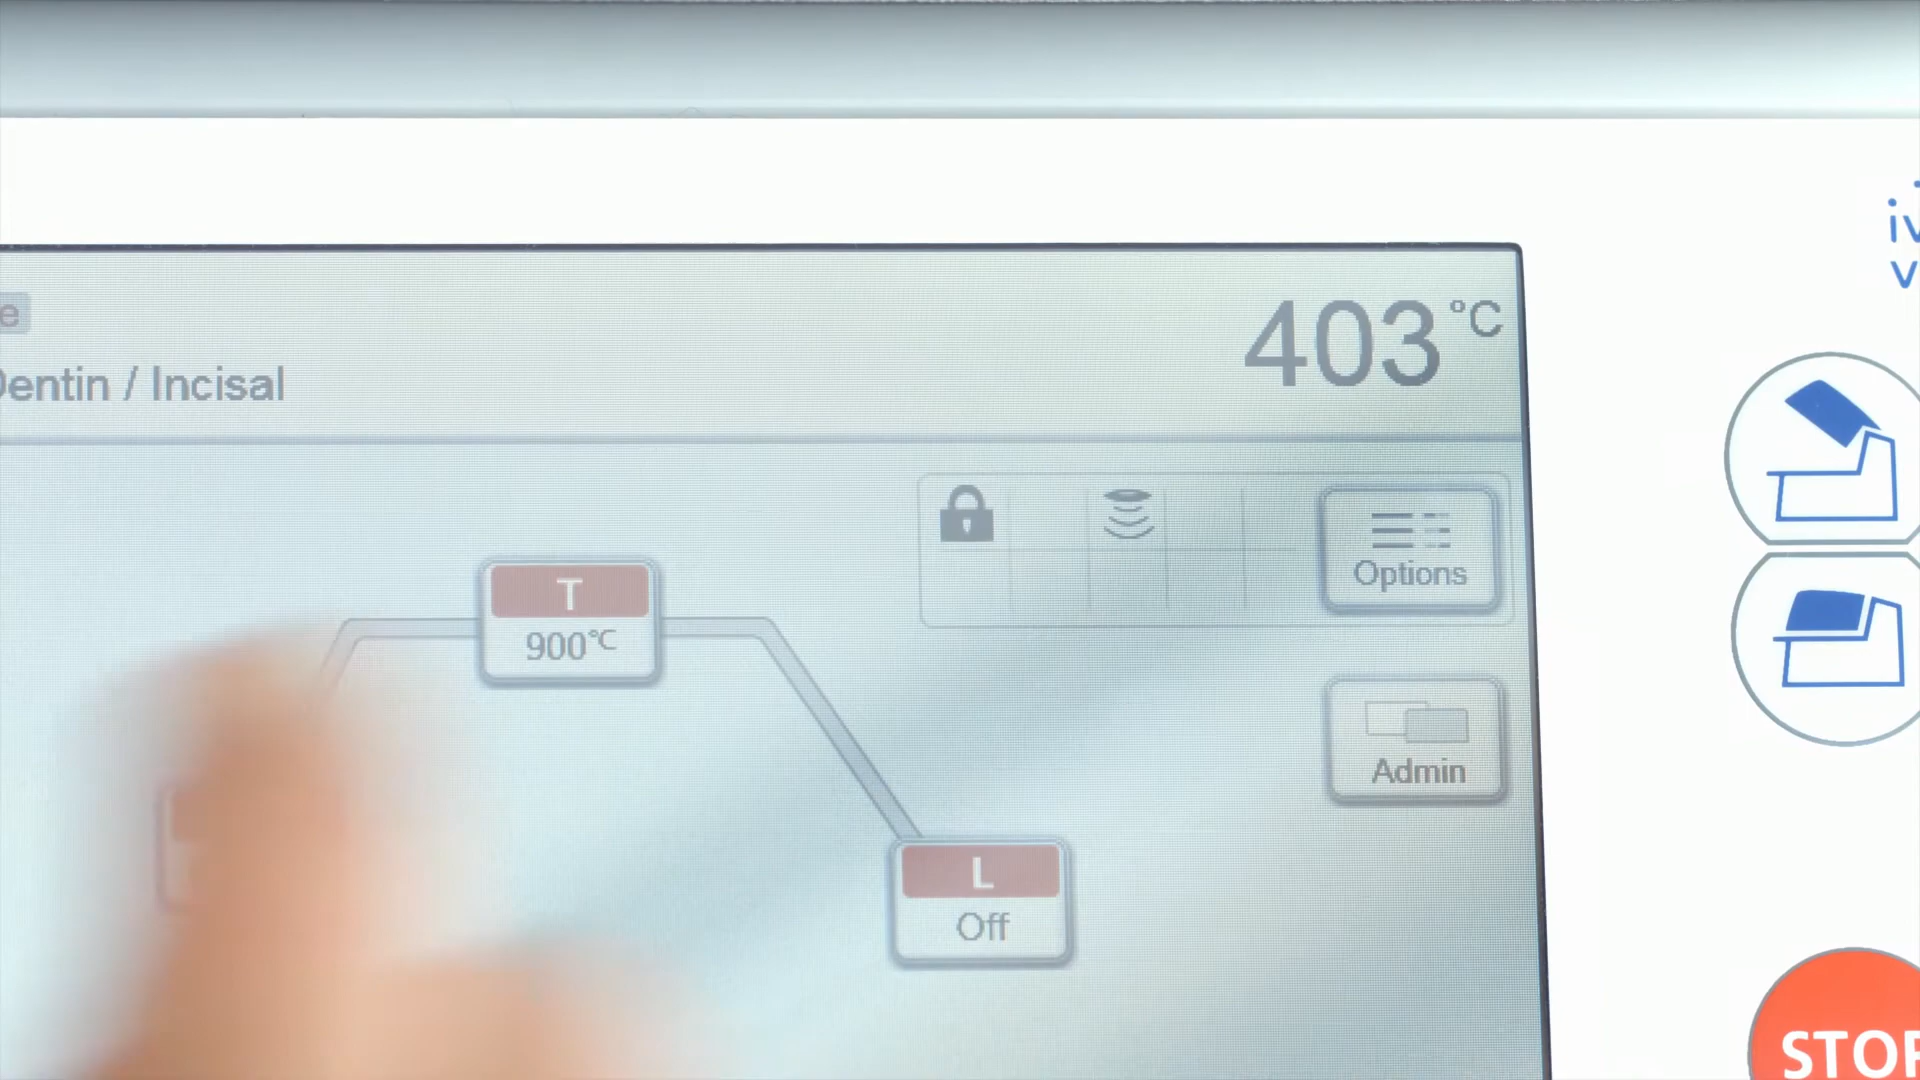 403 °C
Dentin / Incisal
Options
T
900°C
Admin
L
Off